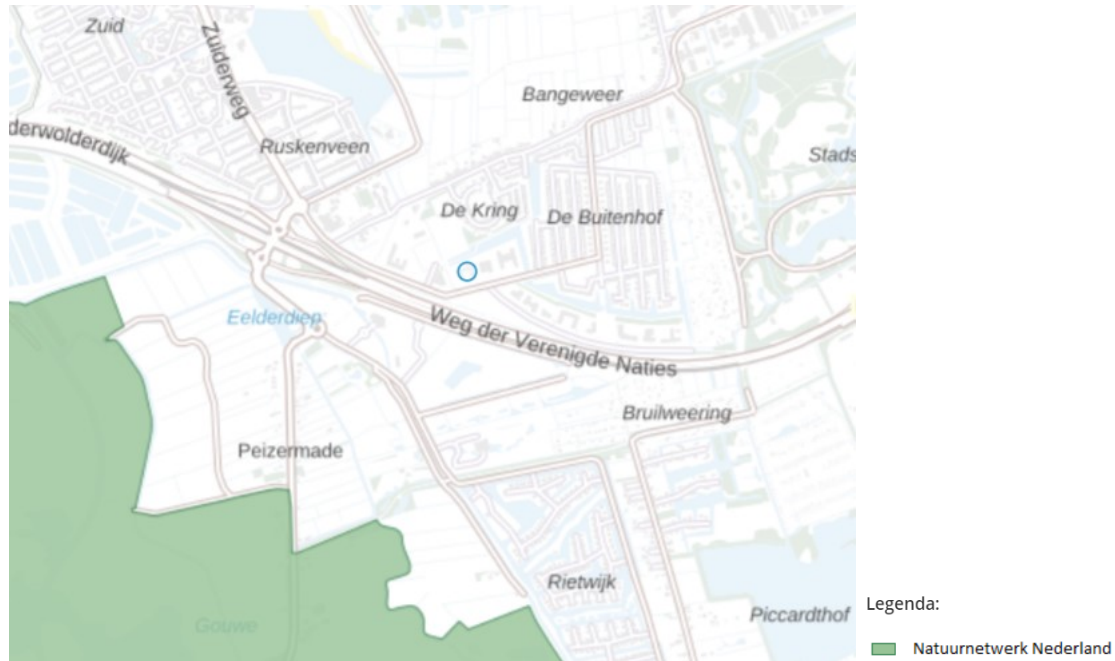 Zuid
Zuiderweg
Bangeweer
derwolderdijk
Ruskenveen
Stads
De Kring
De Buitenhof
Eelderdiep
Weg der Verenigde Naties
Bruilweering
Peizermade
Rietwijk
Piccardthof
Gouwe
Legenda:
Natuurnetwerk Nederland